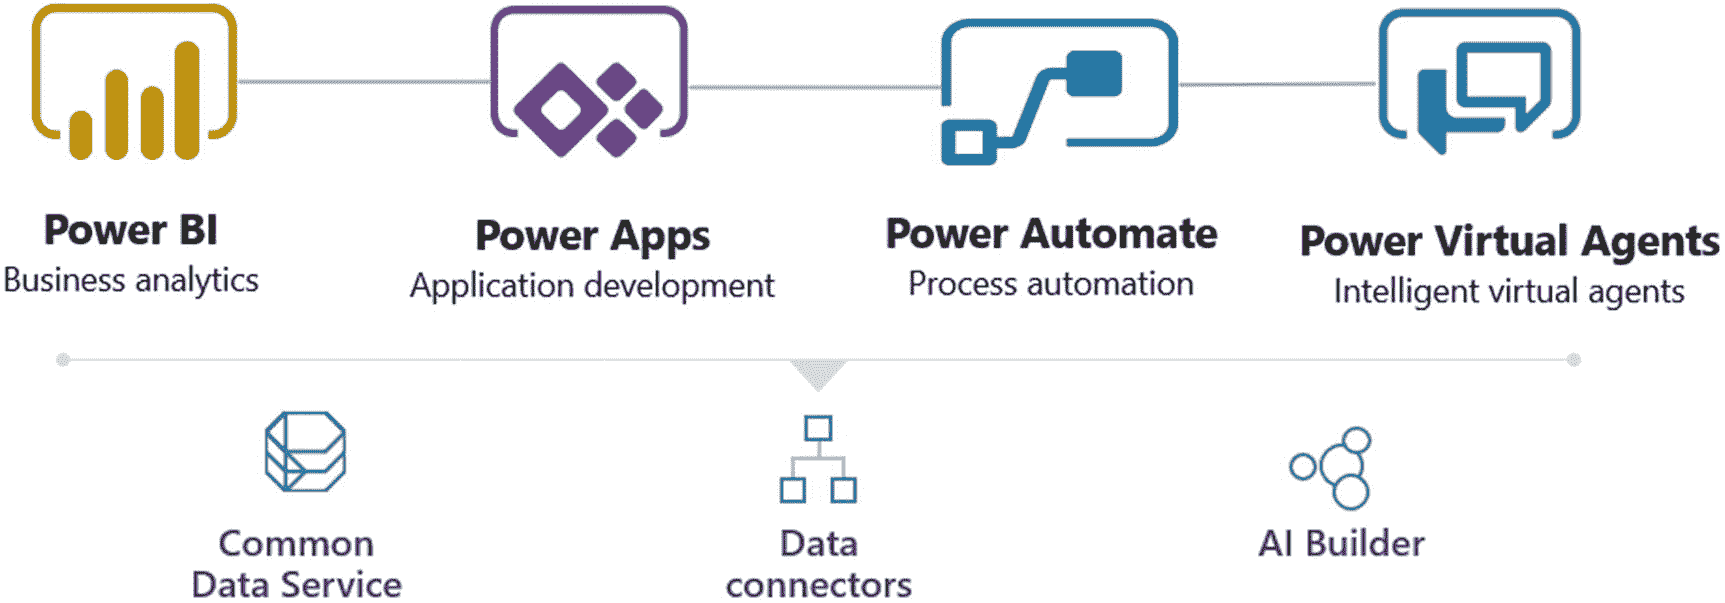 Power BI
Business analytics
Power Apps
Application development
Power Automate
Process automation
Power Virtual Agents
Intelligent virtual agents
Common
Data Service
Data
connectors
AI Builder